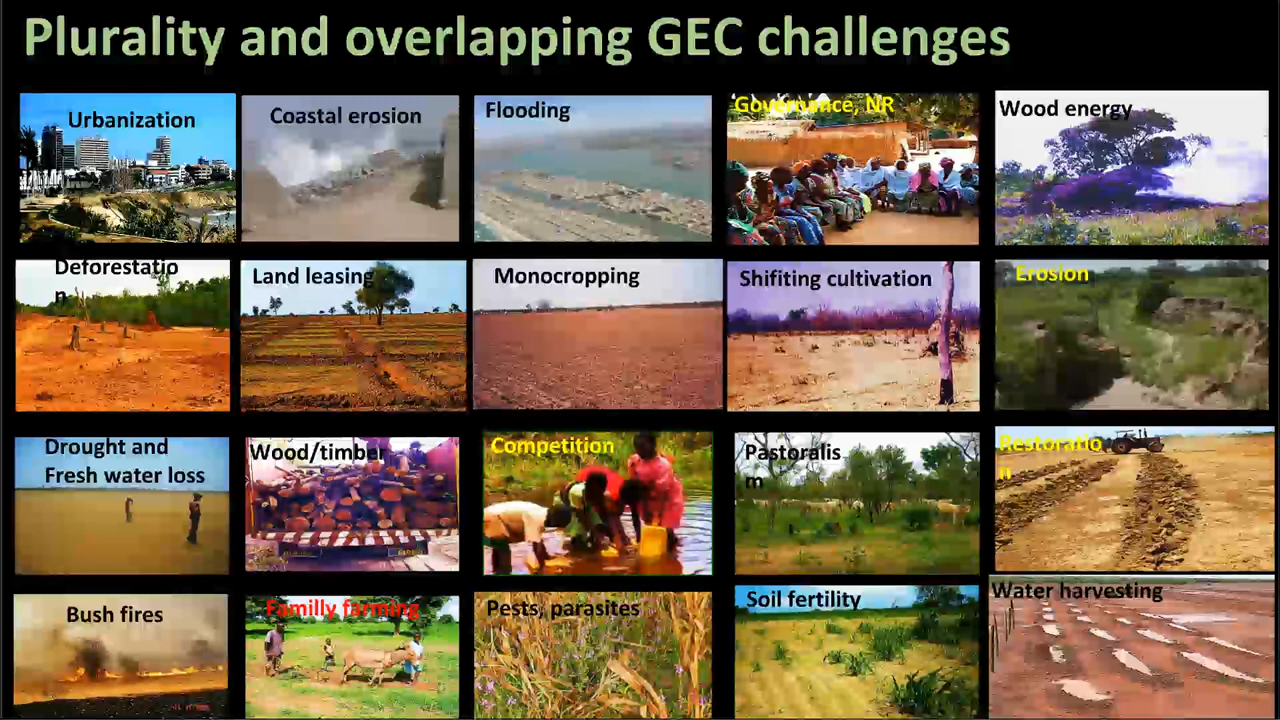 Plurality and overlapping GEC challenges
Urbanization
Coastal erosion
Flooding
Governance, NR
Wood energy
Deforestatio
n
Land leasing
Monocropping
Shifiting cultivation
Erosion
Drought and
Fresh water loss
Wood/timber
Competition
Pastoralis
m
Restoratio
n
Bush fires
Familly farming
Pests, parasites
Soil fertility
Water harvesting